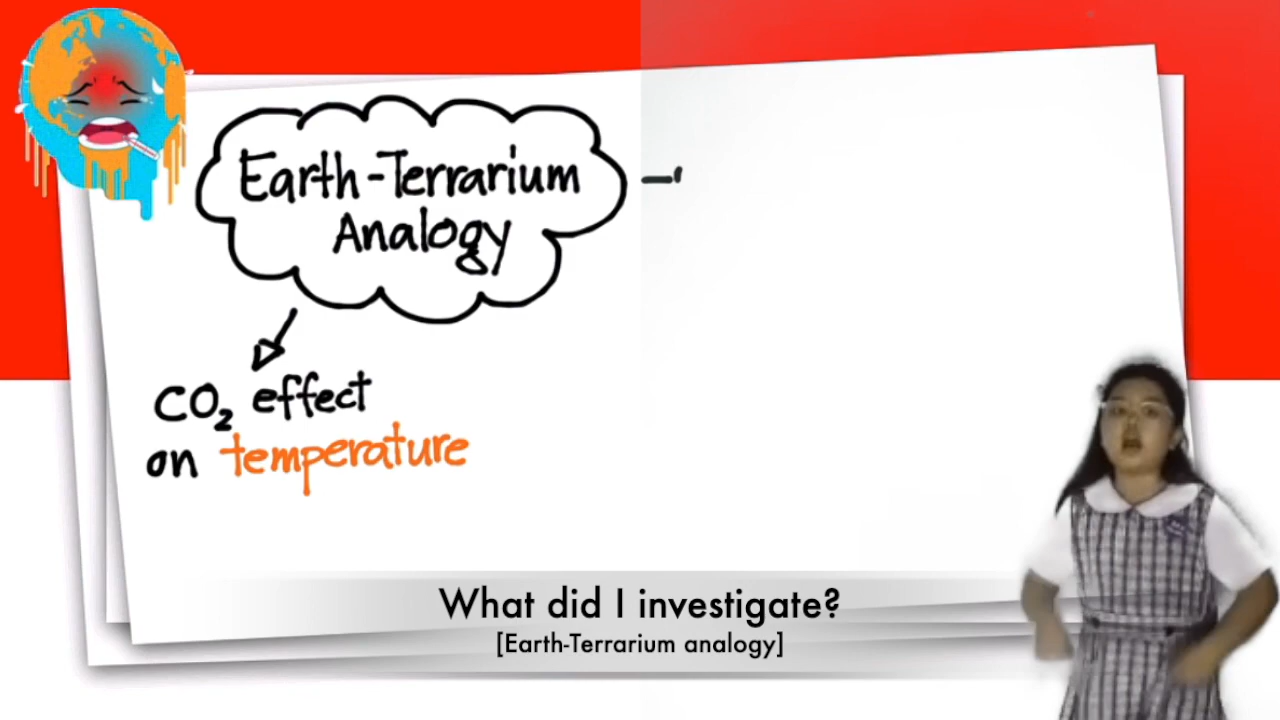 Earth-Terrarium
Analogy
CO₂ effect
on temperature
What did I investigate?
[Earth-Terrarium analogy]